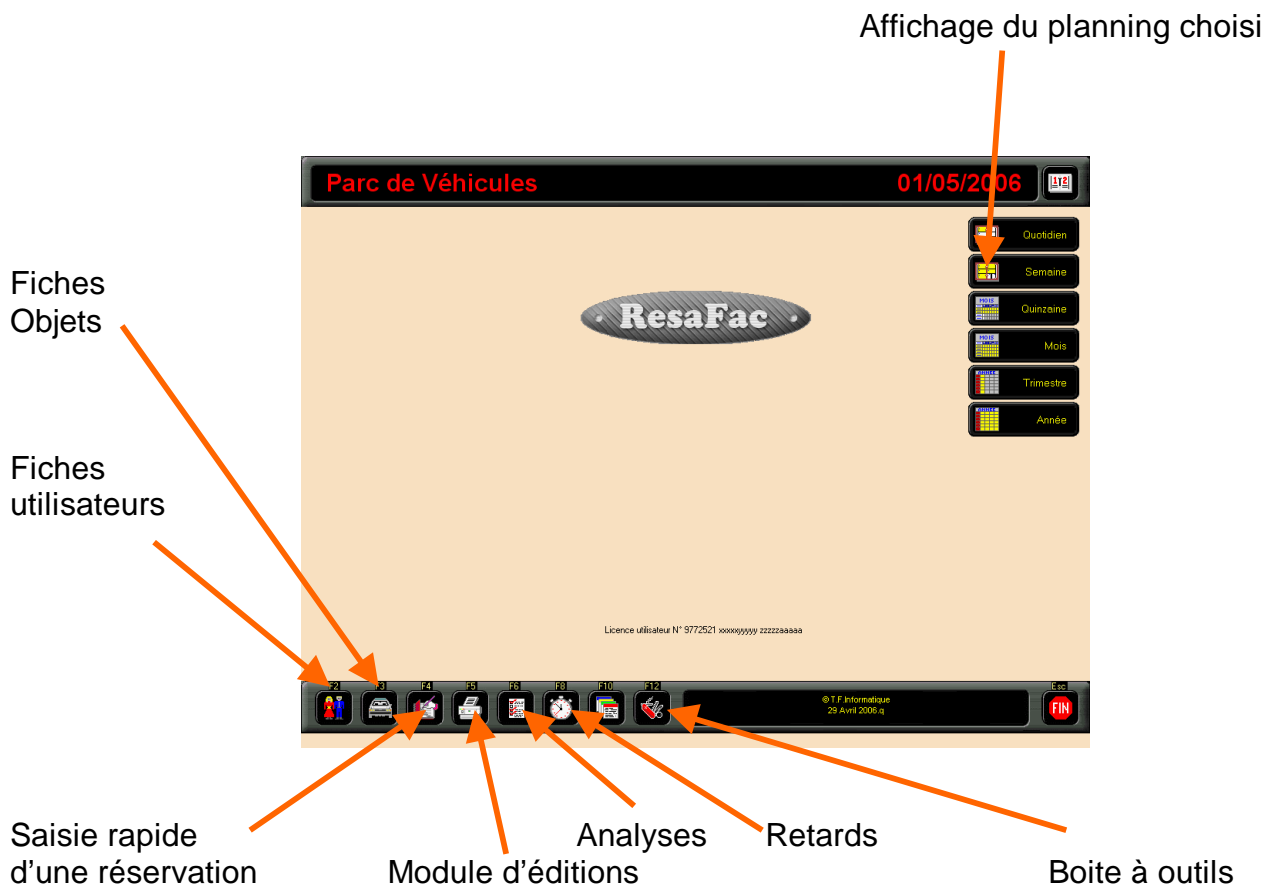 Affichage du planning choisi
Parc de Véhicules
01/05/2006
Quotidien
Semaine
Quinzaine
Mois
Trimestre
Année
ResaFac
Fiches
Objets
Fiches
utilisateurs
Licence utilisateur N° 9772521 xxxxxyyyyy zzzzzaaaaa
F2
F3
F4
F5
F6
F8
F10
F12
Esc
© T.F.Informatique
29 Avril 2006.q
FIN
Saisie rapide
d'une réservation
Module d'éditions
Analyses
Retards
Boite à outils